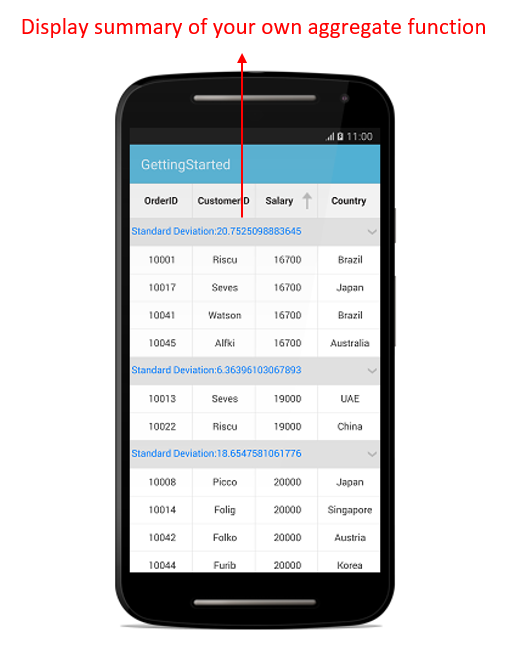 Display summary of your own aggregate function
11:00
GettingStarted
OrderID CustomerID Salary Country
Standard Deviation:20.7525098883645
10001 Riscu 16700 Brazil
10017 Seves 16700 Japan
10041 Watson 16700 Brazil
10045 Alfki 16700 Australia
Standard Deviation:6.36396103067893
10013 Seves 19000 UAE
10022 Riscu 19000 China
Standard Deviation:18.6547581061776
10008 Picco 20000 Japan
10014 Folig 20000 Singapore
10042 Folko 20000 Austria
10044 Furib 20000 Korea